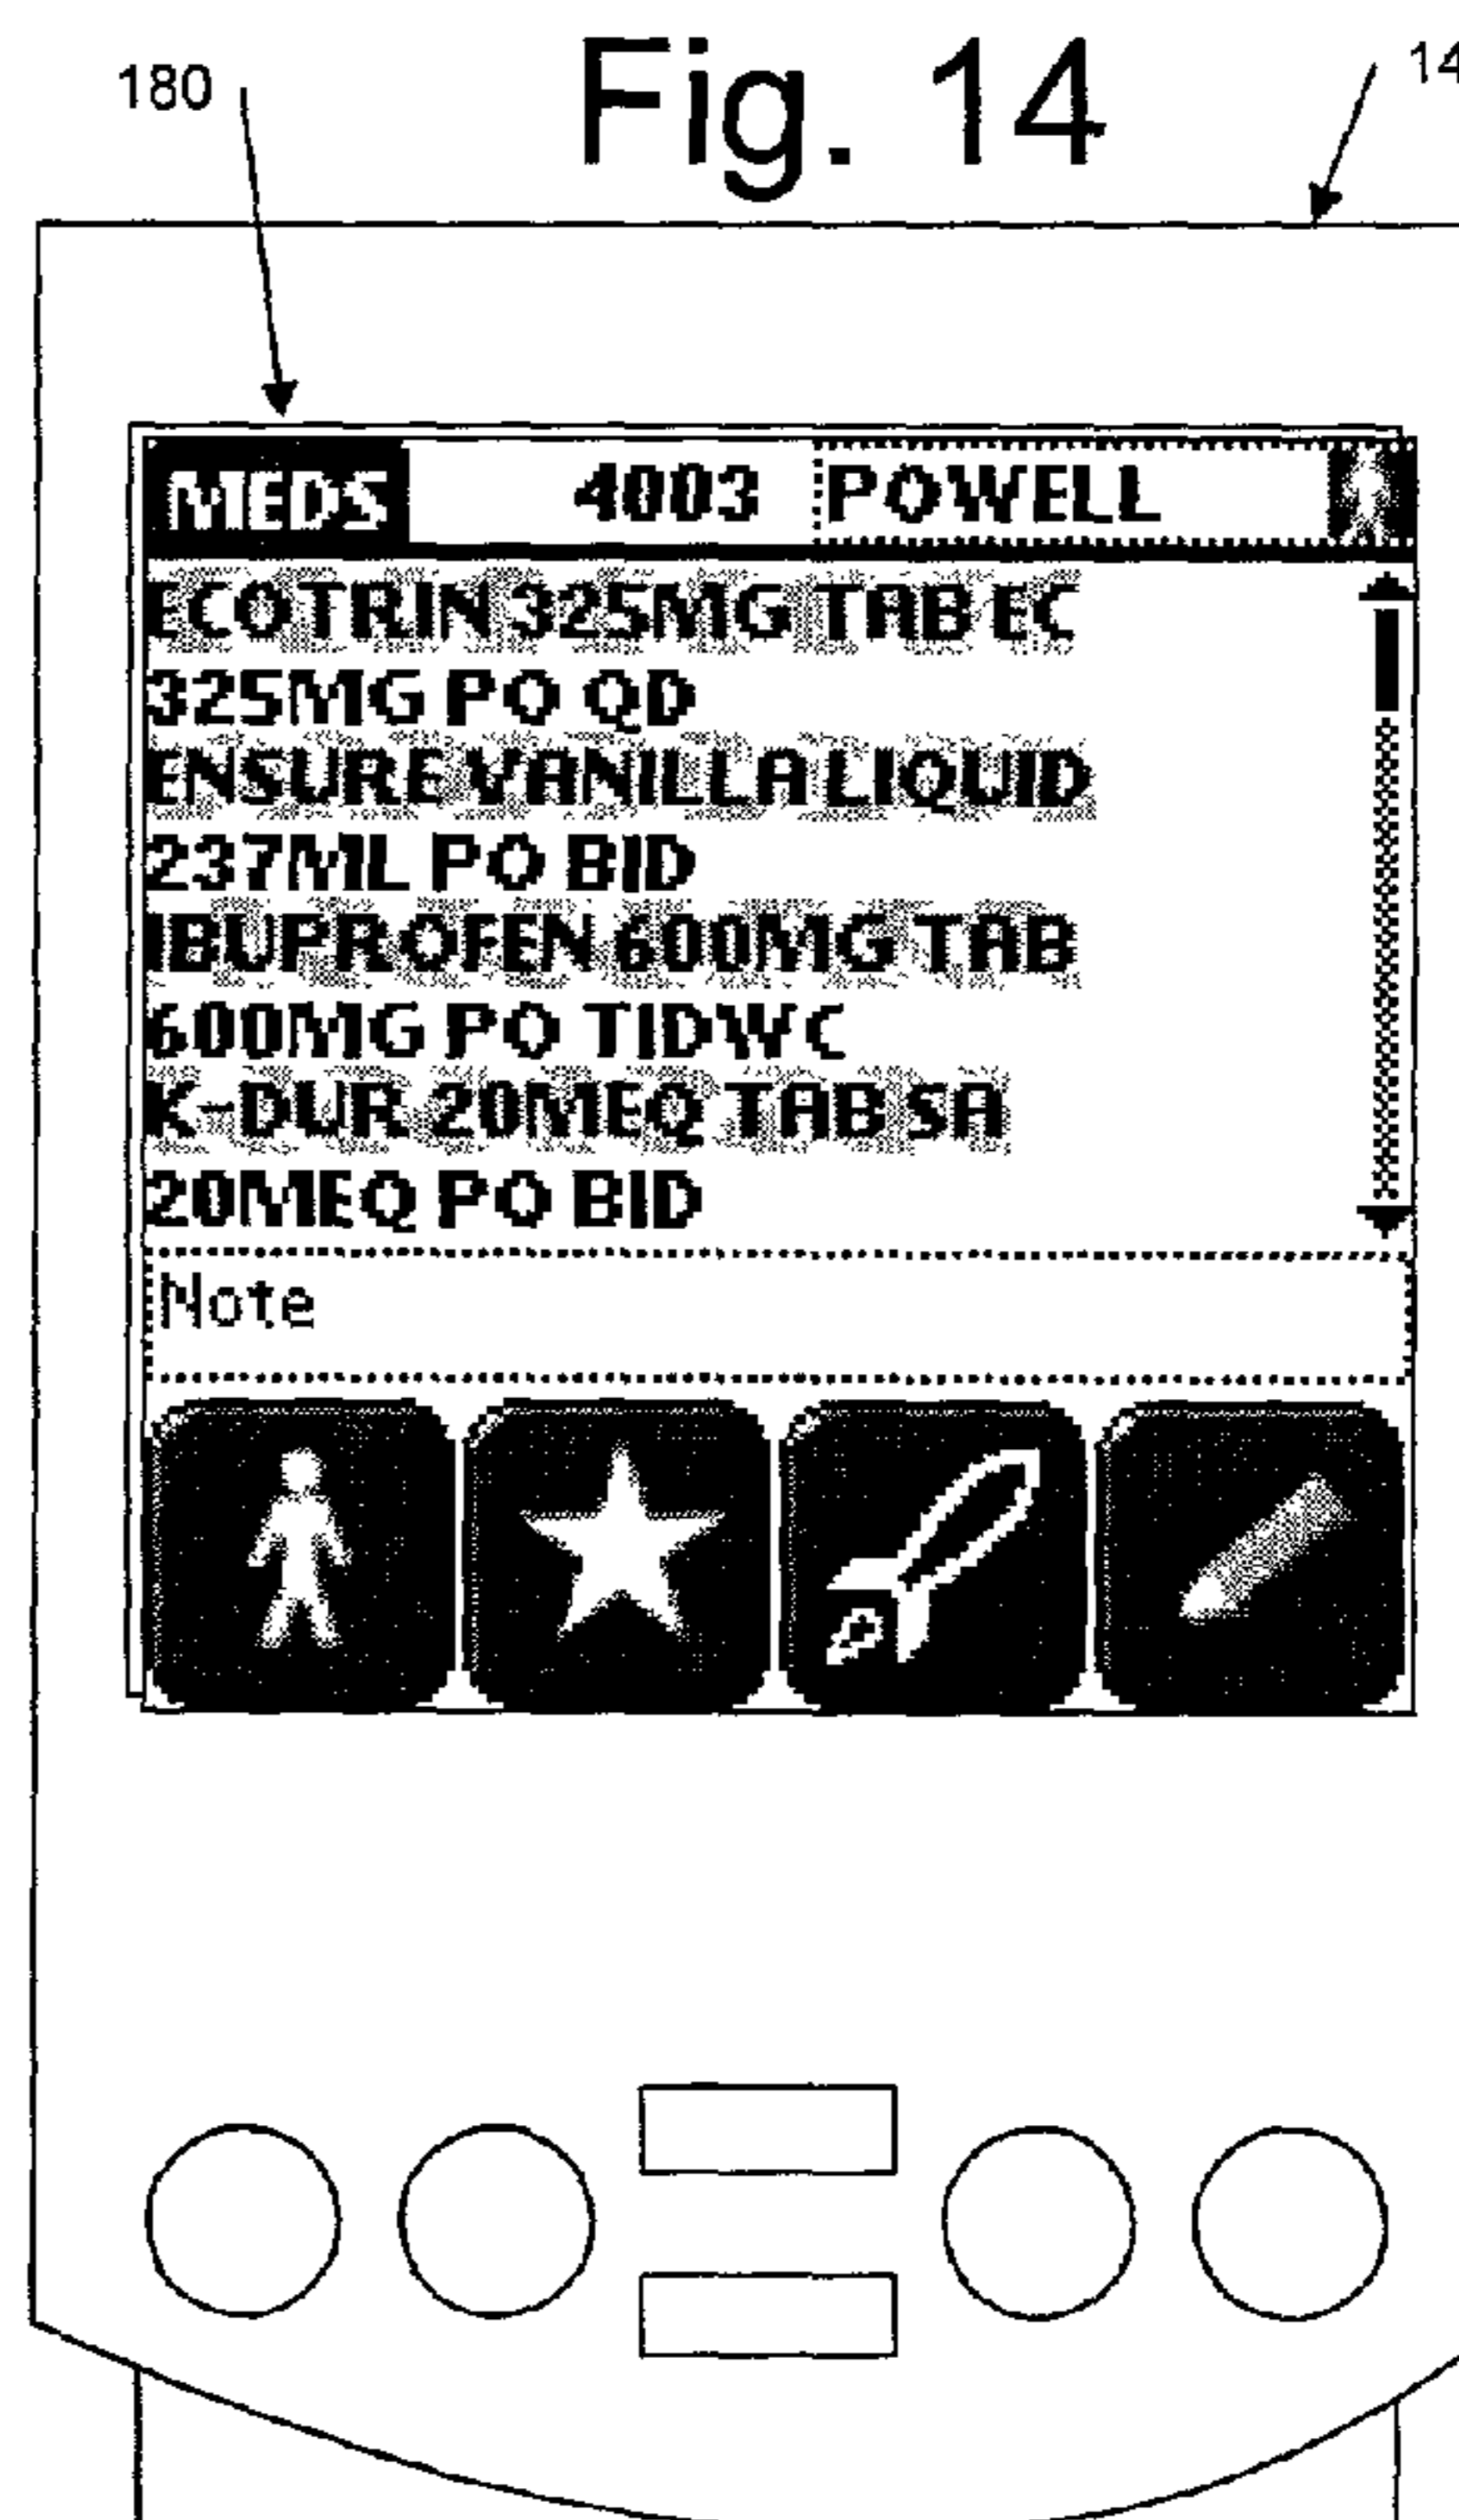 Fig. 14
180
14
MEDS 4003 POWELL
ECOTRIN 325MG TAB EC
325MG PO QD
ENSURE VANILLA LIQUID
237ML PO BID
IBUPROFEN 600MG TAB
600MG PO TIDWC
K-DUR 20MEQ TAB SA
20MEQ PO BID
Note